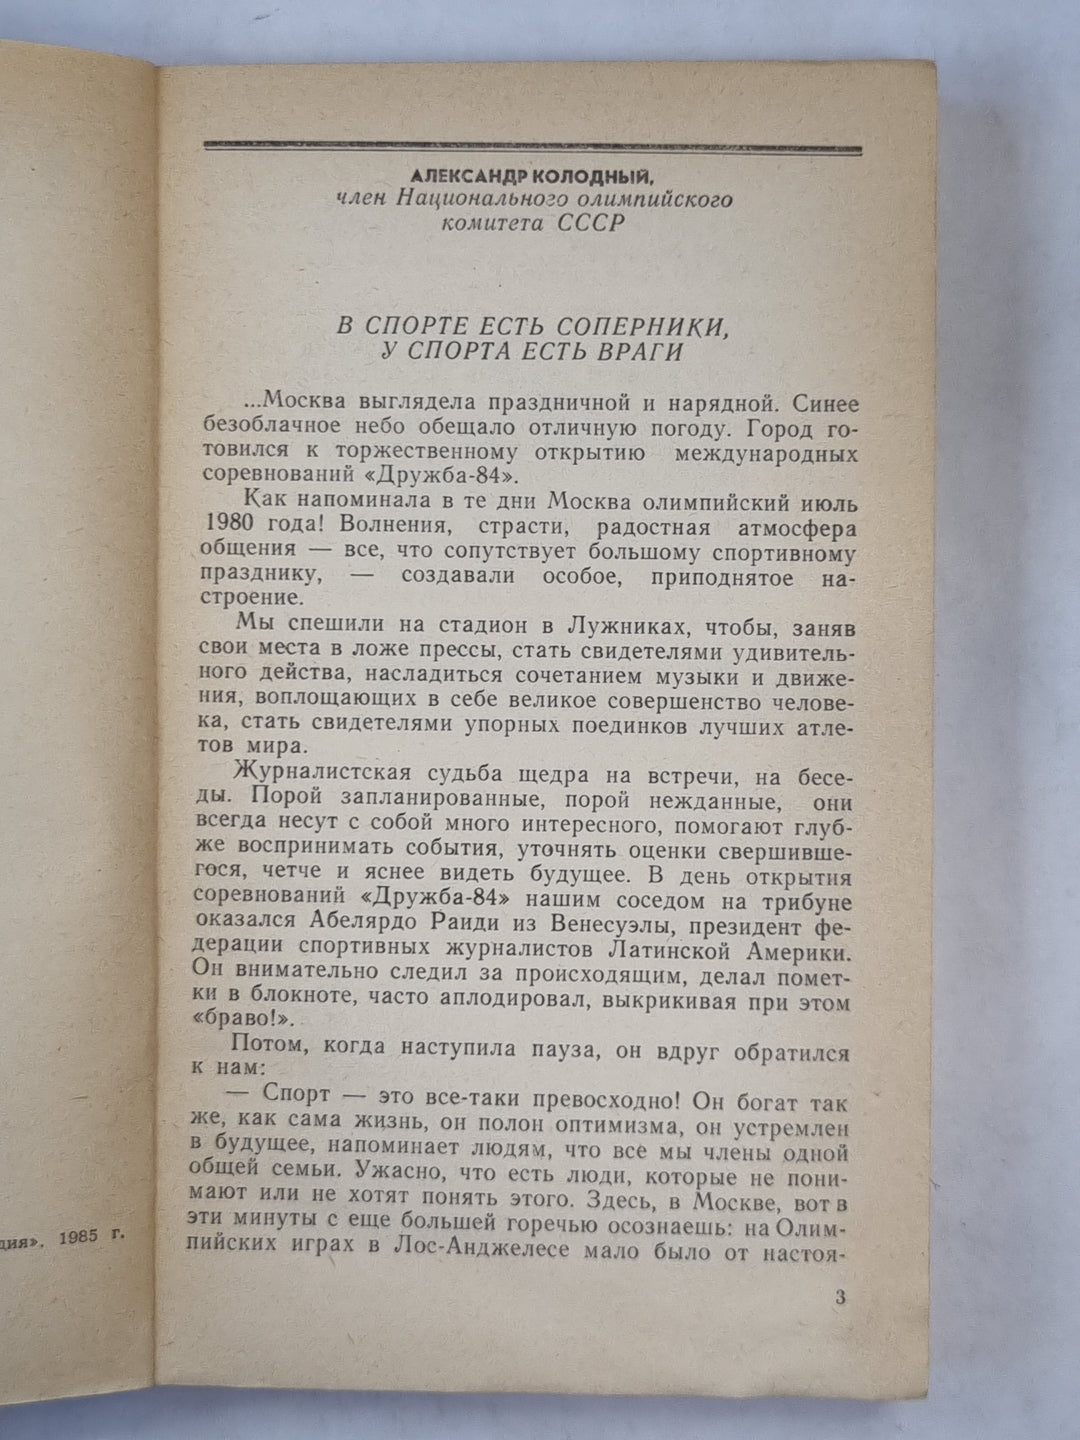 АЛЕКСАНДР КОЛОДНЫЙ,
член Национального олимпийского
комитета СССР
В СПОРТЕ ЕСТЬ СОПЕРНИКИ,
У СПОРТА ЕСТЬ ВРАГИ
...Москва выглядела праздничной и нарядной. Синее
безоблачное небо обещало отличную погоду. Город го-
товился к торжественному открытию международных
соревнований «Дружба-84».
Как напоминала в те дни Москва олимпийский июль
1980 года! Волнения, страсти, радостная атмосфера
общения — все, что сопутствует большому спортивному
празднику, — создавали особое, приподнятое на-
строение.
Мы спешили на стадион в Лужниках, чтобы, заняв
свои места в ложе прессы, стать свидетелями удивитель-
ного действа, насладиться сочетанием музыки и движе-
ния, воплощающих в себе великое совершенство челове-
ка, стать свидетелями упорных поединков лучших атле-
тов мира.
Журналистская судьба щедра на встречи, на бесе-
ды. Порой запланированные, порой нежданные, они
всегда несут с собой много интересного, помогают глуб-
же воспринимать события, уточнять оценки свершивше-
гося, четче и яснее видеть будущее. В день открытия
соревнований «Дружба-84» нашим соседом на трибуне
оказался Абелярдо Раиди из Венесуэлы, президент фе-
дерации спортивных журналистов Латинской Америки.
Он внимательно следил за происходящим, делал помет-
ки в блокноте, часто аплодировал, выкрикивая при этом
«браво!».
Потом, когда наступила пауза, он вдруг обратился
к нам:
— Спорт — это все-таки превосходно! Он богат так
же, как сама жизнь, он полон оптимизма, он устремлен
в будущее, напоминает людям, что все мы члены одной
общей семьи. Ужасно, что есть люди, которые не пони-
мают или не хотят понять этого. Здесь, в Москве, вот в
эти минуты с еще большей горечью осознаешь: на Олим-
пийских играх в Лос-Анджелесе мало было от настоя-
3
дия». 1985 г.